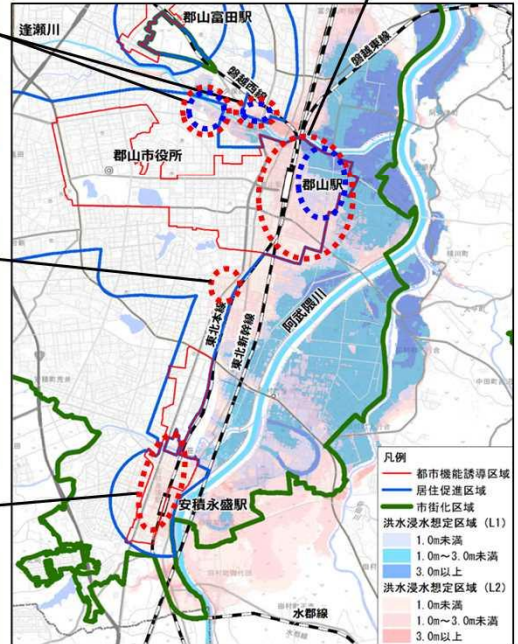 郡山富田駅
逢瀬川
磐越東線
磐越西線
郡山市役所
郡山駅
東北本線
東北新幹線
阿武隈川
安積永盛駅
水郡線
水郡線
凡例
都市機能誘導区域
居住促進区域
市街化区域
洪水浸水想定区域 (L1)
1.0m未満
1.0m～3.0m未満
3.0m以上
洪水浸水想定区域 (L2)
1.0m未満
1.0m～3.0m未満
3.0m以上